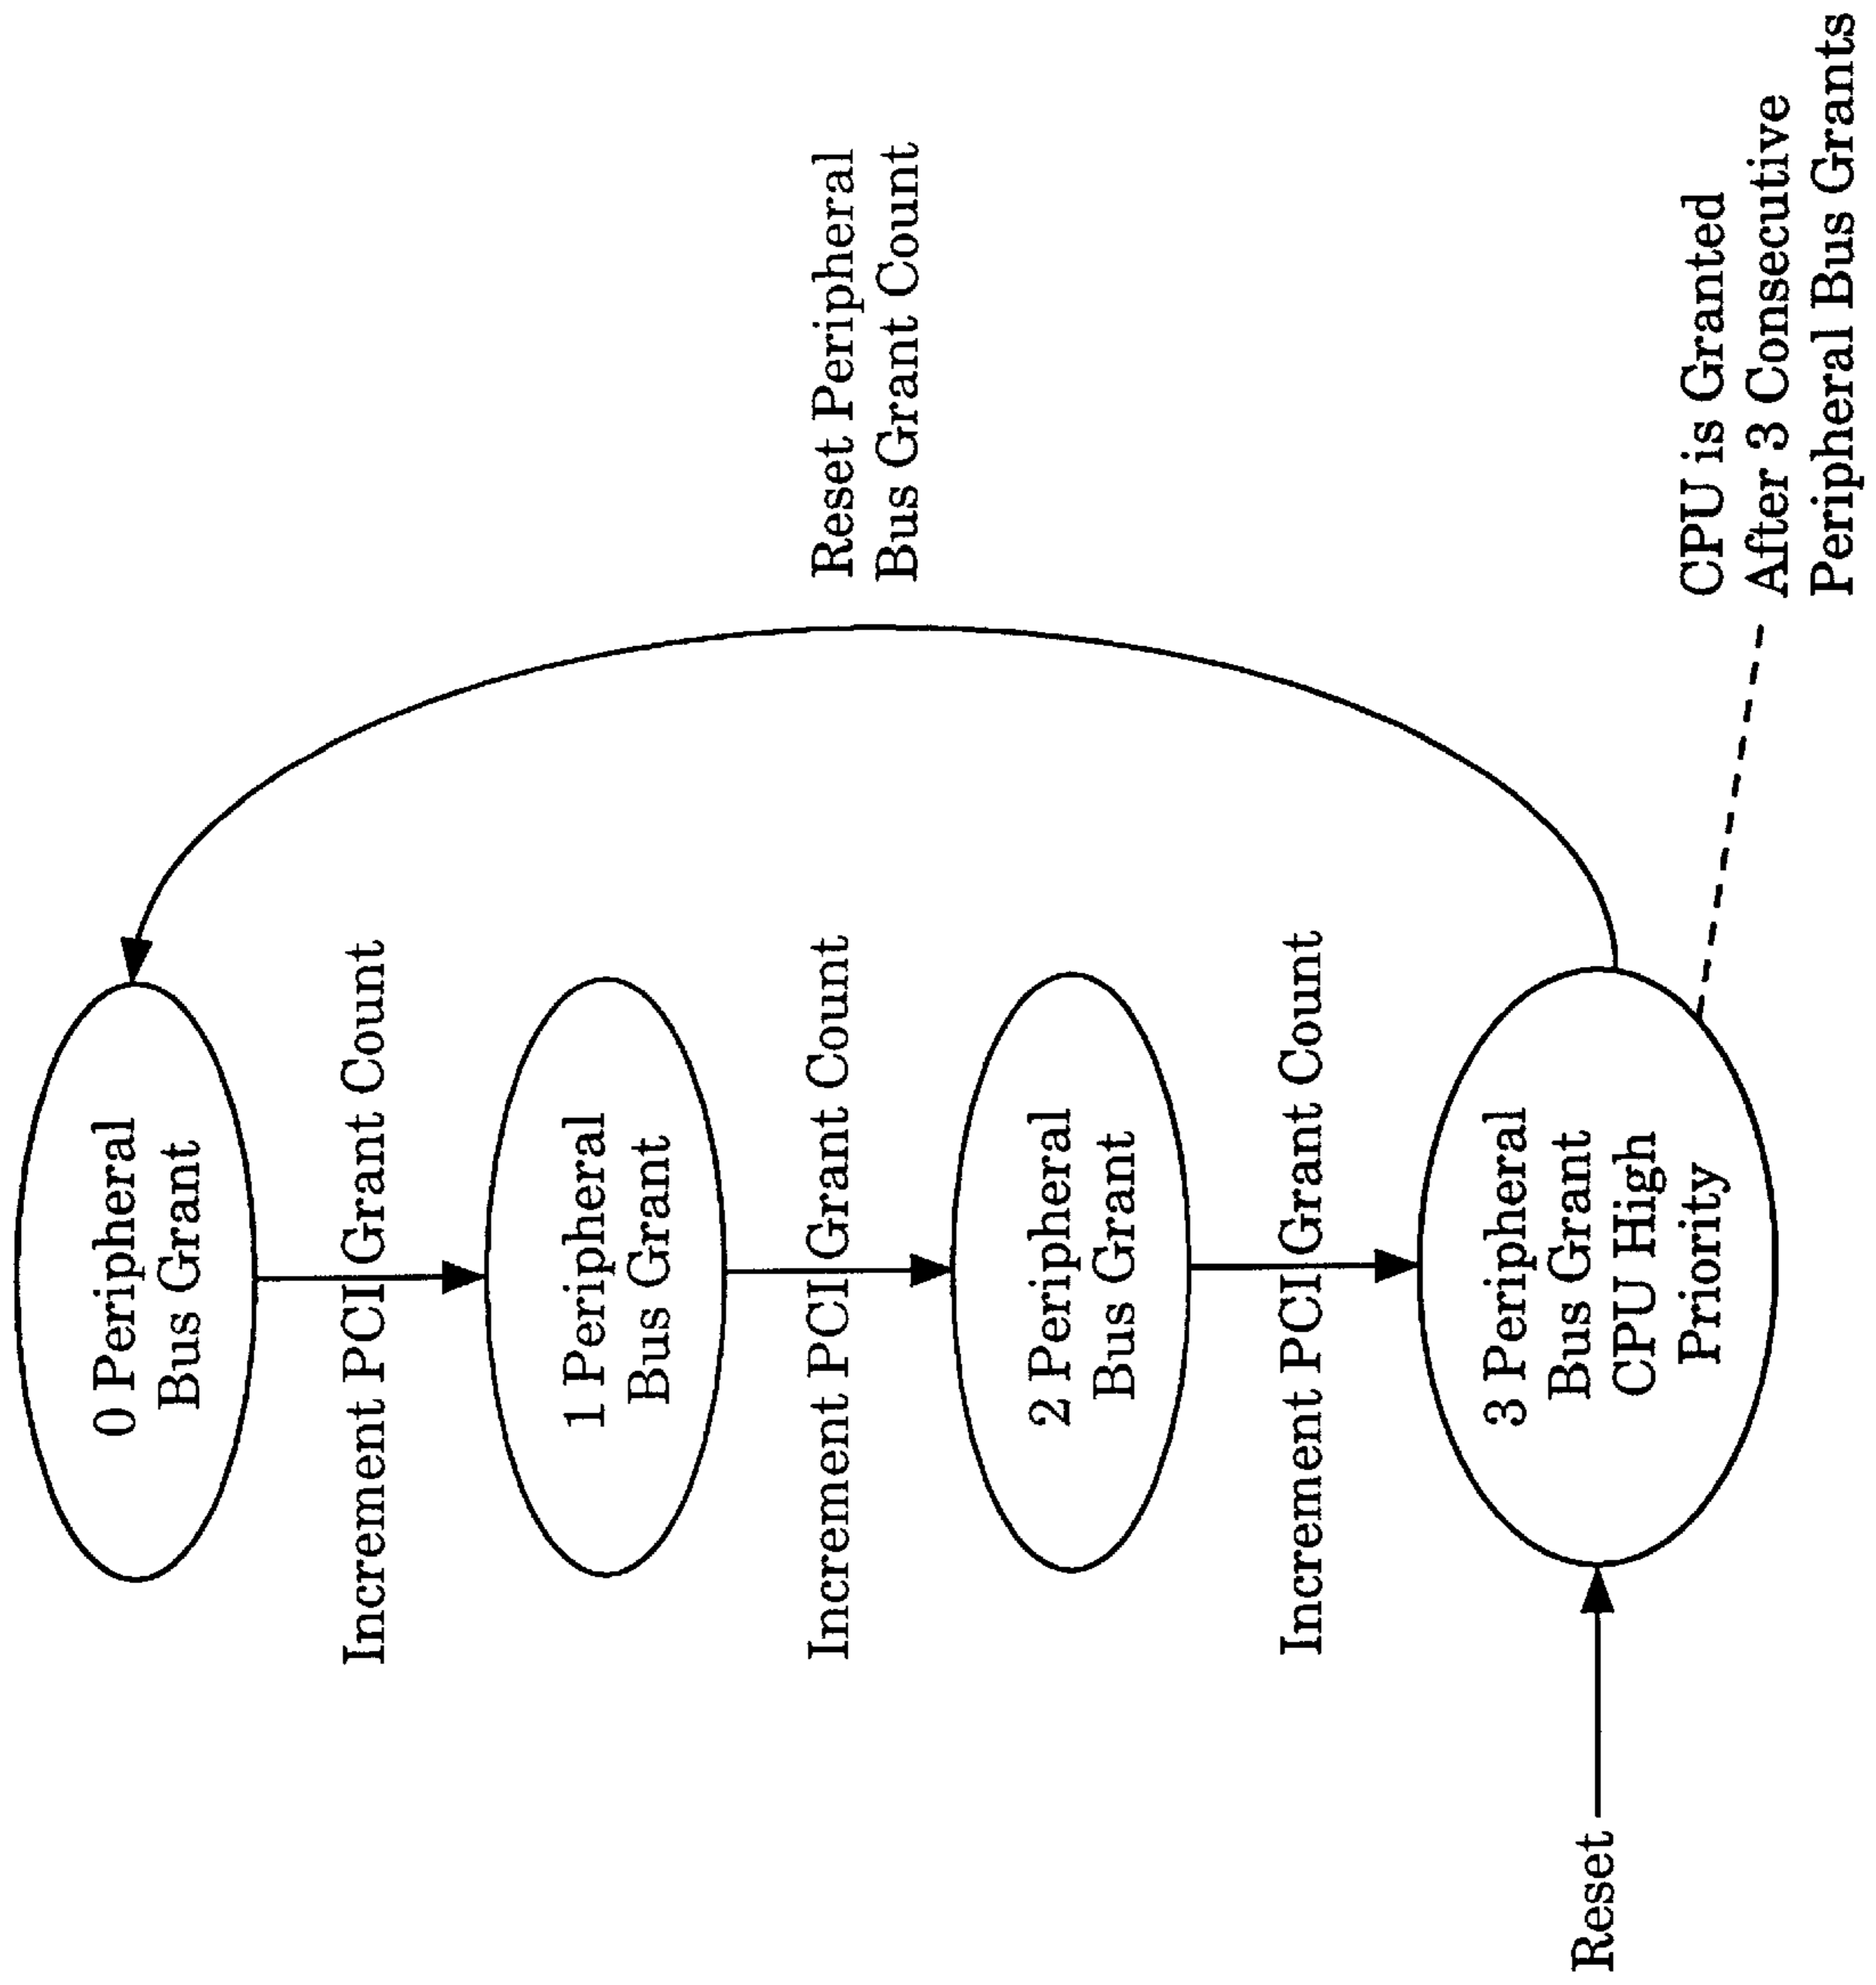 0 Peripheral
Bus Grant
Increment PCI Grant Count
1 Peripheral
Bus Grant
Increment PCI Grant Count
2 Peripheral
Bus Grant
Increment PCI Grant Count
3 Peripheral
Bus Grant
CPU High
Priority
Reset
Reset Peripheral
Bus Grant Count
CPU is Granted
After 3 Consecutive
Peripheral Bus Grants